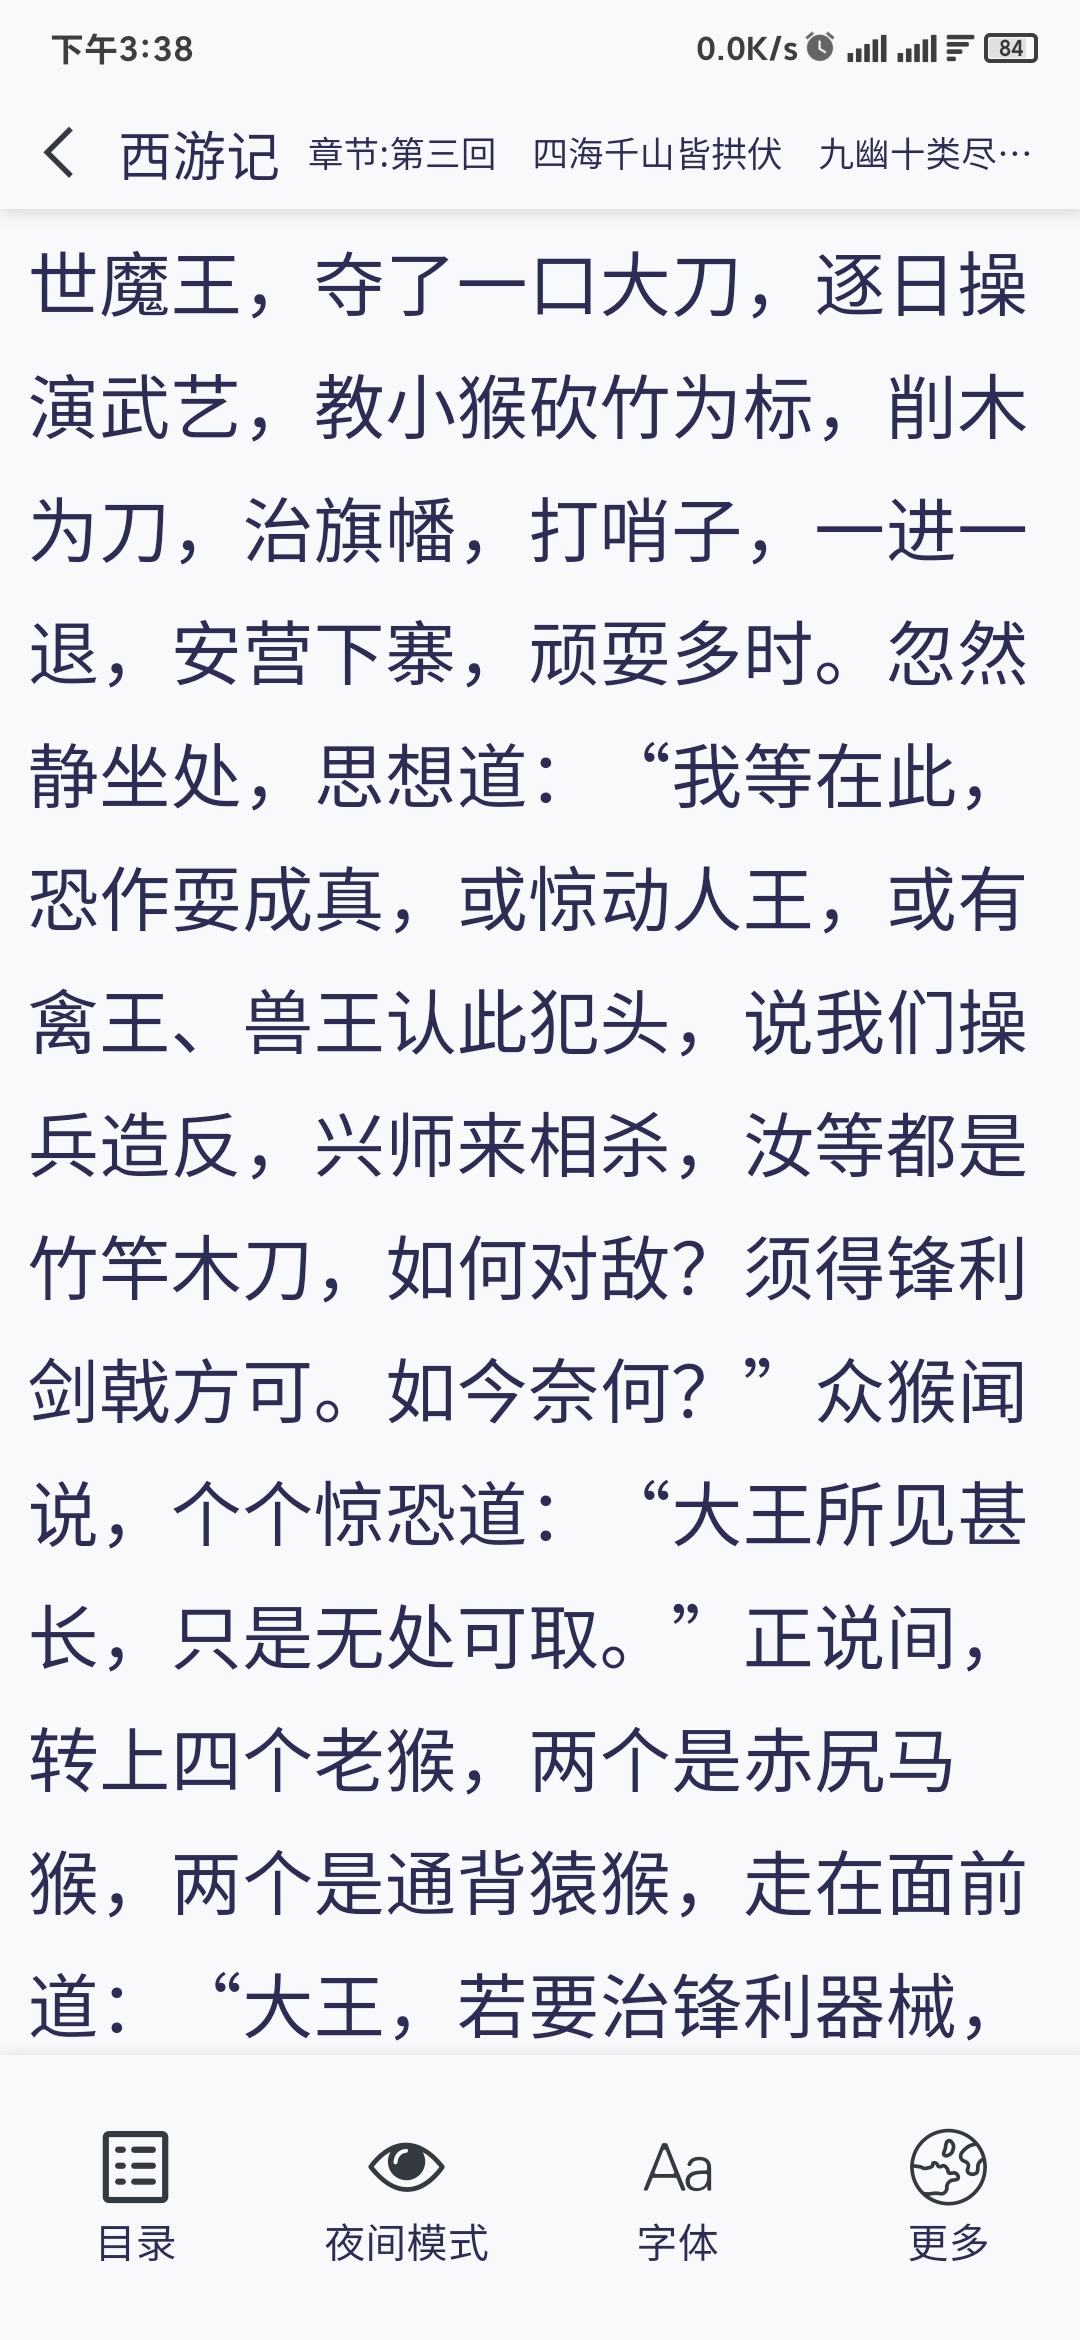 下午3:38 0.0K/s 84
西游记 章节:第三回 四海千山皆拱伏 九幽十类尽…
世魔王，夺了一口大刀，逐日操
演武艺，教小猴砍竹为标，削木
为刀，治旗幡，打哨子，一进一
退，安营下寨，顽耍多时。忽然
静坐处，思想道：“我等在此，
恐作耍成真，或惊动人王，或有
禽王、兽王认此犯头，说我们操
兵造反，兴师来相杀，汝等都是
竹竿木刀，如何对敌？须得锋利
剑戟方可。如今奈何？”众猴闻
说，个个惊恐道：“大王所见甚
长，只是无处可取。”正说间，
转上四个老猴，两个是赤尻马
猴，两个是通背猿猴，走在面前
道：“大王，若要治锋利器械，
目录 夜间模式 Aa 字体 更多